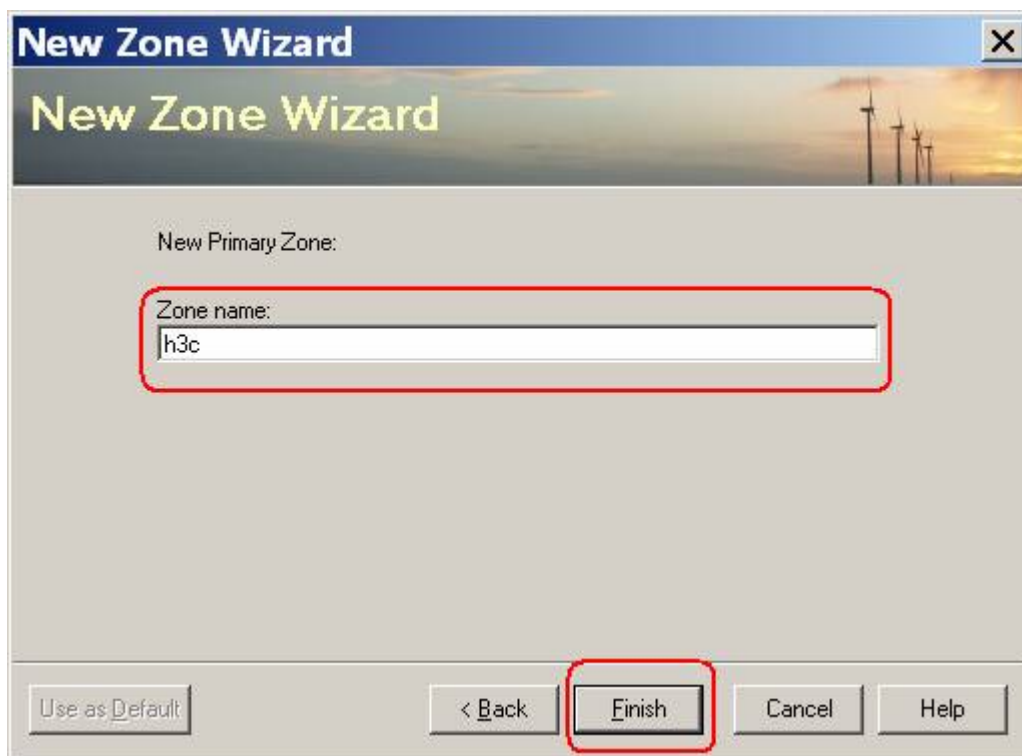 New Zone Wizard
New Zone Wizard
New Primary Zone:
Zone name:
h3c
Use as Default
< Back
Finish
Cancel
Help